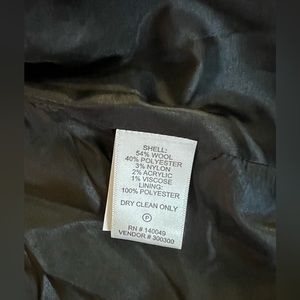 SHELL:
54% WOOL
40% POLYESTER
3% NYLON
2% ACRYLIC
1% VISCOSE
LINING:
100% POLYESTER
DRY CLEAN ONLY
P
RN # 140049
VENDOR # 300300